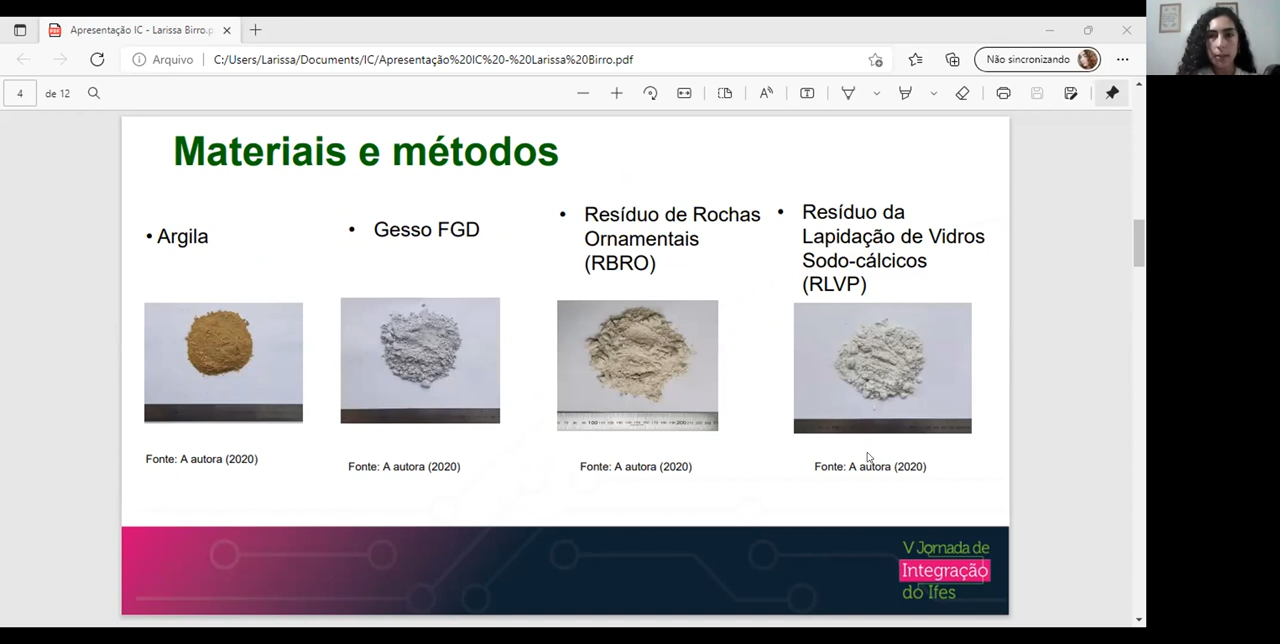 Apresentação IC - Larissa Birro.p
Arquivo
C:/Users/Larissa/Documents/IC/Apresentação%20IC%20-%20Larissa%20Birro.pdf
Não sincronizando
4 de 12
Materiais e métodos
• Argila
• Gesso FGD
• Resíduo de Rochas
Ornamentais
(RBRO)
• Resíduo da
Lapidação de Vidros
Sodo-cálcicos
(RLVP)
Fonte: A autora (2020)
Fonte: A autora (2020)
Fonte: A autora (2020)
Fonte: A autora (2020)
V Jornada de
Integração
do Ifes